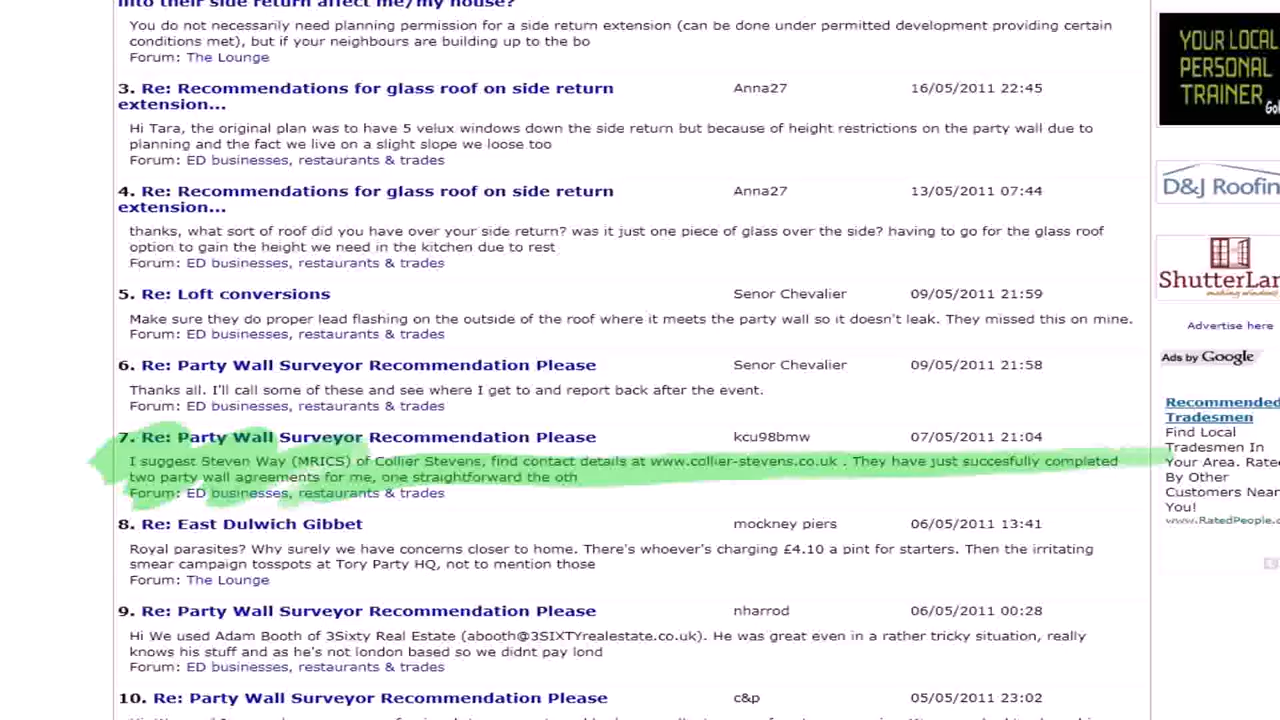 into their side return affect me/my house?
You do not necessarily need planning permission for a side return extension (can be done under permitted development providing certain
conditions met), but if your neighbours are building up to the bo
Forum: The Lounge
3. Re: Recommendations for glass roof on side return Anna27 16/05/2011 22:45
extension...
Hi Tara, the original plan was to have 5 velux windows down the side return but because of height restrictions on the party wall due to
planning and the fact we live on a slight slope we loose too
Forum: ED businesses, restaurants & trades
4. Re: Recommendations for glass roof on side return Anna27 13/05/2011 07:44
extension...
thanks, what sort of roof did you have over your side return? was it just one piece of glass over the side? having to go for the glass roof
option to gain the height we need in the kitchen due to rest
Forum: ED businesses, restaurants & trades
5. Re: Loft conversions Senor Chevalier 09/05/2011 21:59
Make sure they do proper lead flashing on the outside of the roof where it meets the party wall so it doesn't leak. They missed this on mine.
Forum: ED businesses, restaurants & trades
6. Re: Party Wall Surveyor Recommendation Please Senor Chevalier 09/05/2011 21:58
Thanks all. I'll call some of these and see where I get to and report back after the event.
Forum: ED businesses, restaurants & trades
7. Re: Party Wall Surveyor Recommendation Please kcu98bmw 07/05/2011 21:04
I suggest Steven Way (MRICS) of Collier Stevens, find contact details at www.collier-stevens.co.uk . They have just succesfully completed
two party wall agreements for me, one straightforward the oth
Forum: ED businesses, restaurants & trades
8. Re: East Dulwich Gibbet mockney piers 06/05/2011 13:41
Royal parasites? Why surely we have concerns closer to home. There's whoever's charging £4.10 a pint for starters. Then the irritating
smear campaign tosspots at Tory Party HQ, not to mention those
Forum: The Lounge
9. Re: Party Wall Surveyor Recommendation Please nharrod 06/05/2011 00:28
Hi We used Adam Booth of 3Sixty Real Estate (abooth@3SIXTYrealestate.co.uk). He was great even in a rather tricky situation, really
knows his stuff and as he's not london based so we didnt pay lond
Forum: ED businesses, restaurants & trades
10. Re: Party Wall Surveyor Recommendation Please c&p 05/05/2011 23:02
YOUR LOCAL
PERSONAL
TRAINER
D&J Roofin
ShutterLan
making windows
Advertise here
Ads by Google
Recommended
Tradesmen
Find Local
Tradesmen In
Your Area. Rate
By Other
Customers Near
You!
www.RatedPeople.c